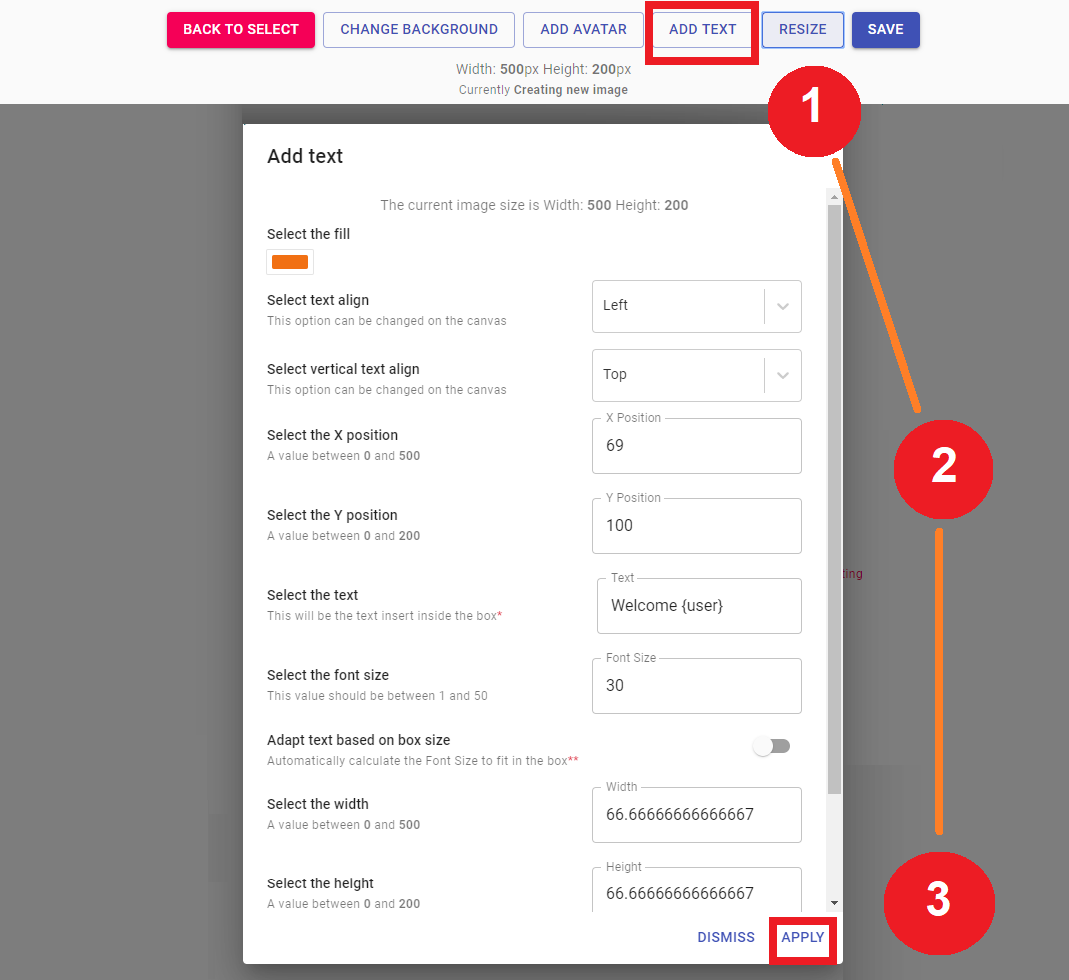 BACK TO SELECT CHANGE BACKGROUND ADD AVATAR ADD TEXT RESIZE SAVE
Width: 500px Height: 200px
Currently Creating new image
1
Add text
The current image size is Width: 500 Height: 200
Select the fill
Select text align
This option can be changed on the canvas
Left
Select vertical text align
This option can be changed on the canvas
Top
X Position
Select the X position
A value between 0 and 500
69
2
Y Position
Select the Y position
A value between 0 and 200
100
ting
Text
Select the text
This will be the text insert inside the box*
Welcome {user}
Font Size
Select the font size
This value should be between 1 and 50
30
Adapt text based on box size
Automatically calculate the Font Size to fit in the box**
Width
Select the width
A value between 0 and 500
66.66666666666667
Height
Select the height
A value between 0 and 200
66.66666666666667
3
DISMISS APPLY